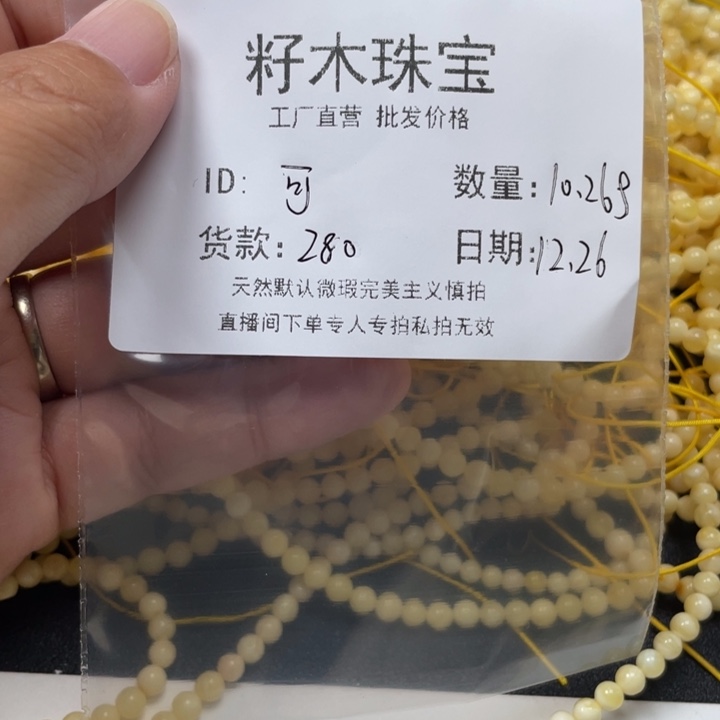 籽木珠宝
工厂直营 批发价格
ID: 可 数量: 10.26g
货款: 280 日期: 12.26
天然默认微瑕完美主义慎拍
直播间下单专人专拍私拍无效